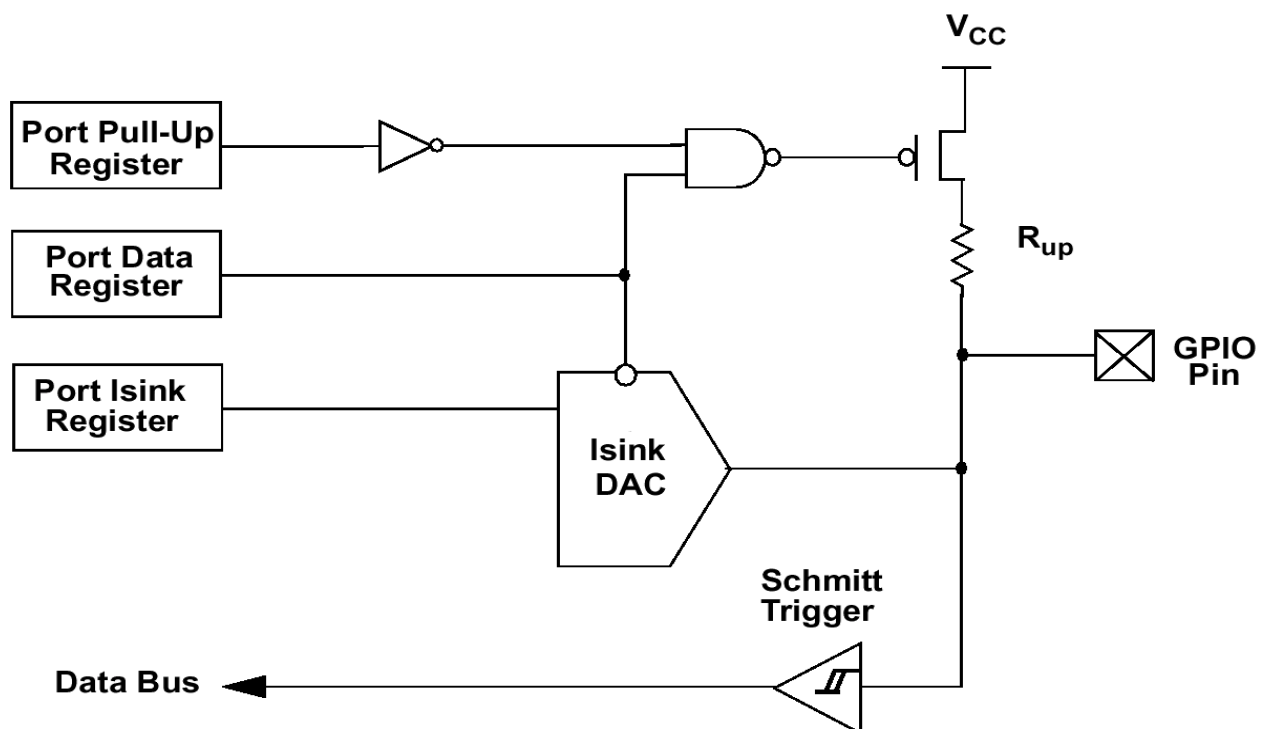 VCC
Port Pull-Up
Register
Rup
Port Data
Register
GPIO
Pin
Port Isink
Register
Isink
DAC
Schmitt
Trigger
Data Bus